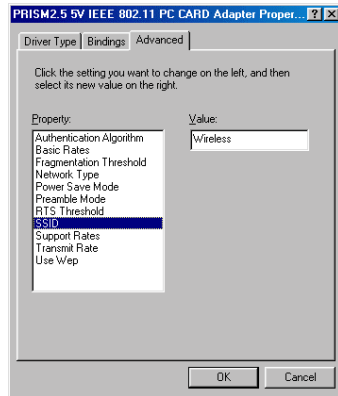 PRISM2.5 5V IEEE 802.11 PC CARD Adapter Proper... ? ×
Driver Type Bindings Advanced
Click the setting you want to change on the left, and then
select its new value on the right.
Property: Value:
Authentication Algorithm Wireless
Basic Rates
Fragmentation Threshold
Network Type
Power Save Mode
Preamble Mode
RTS Threshold
SSID
Support Rates
Transmit Rate
Use Wep
OK Cancel